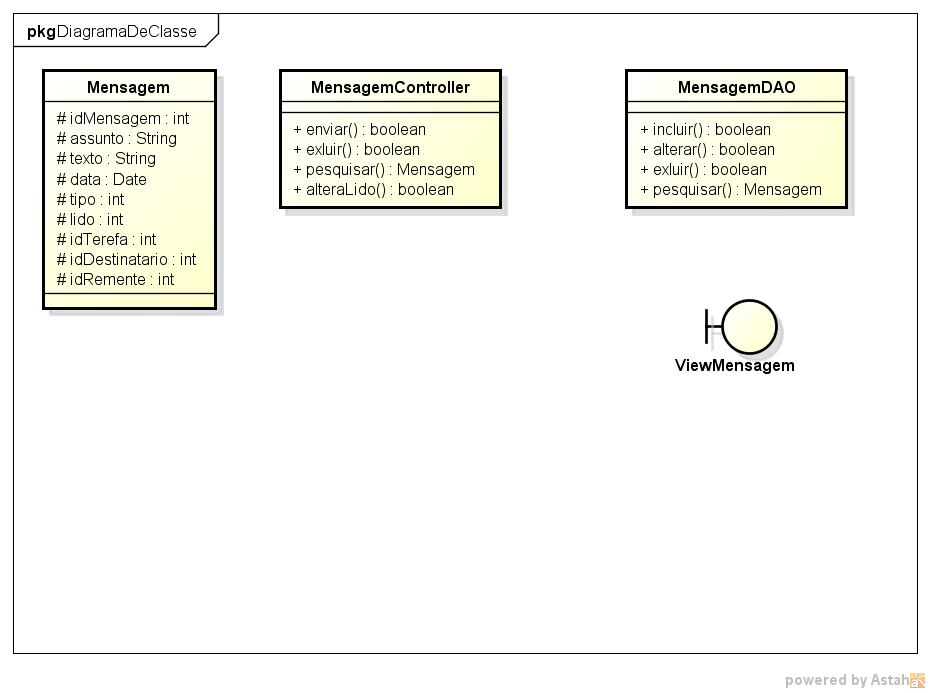 pkg DiagramaDeClasse
Mensagem
# idMensagem : int
# assunto : String
# texto : String
# data : Date
# tipo : int
# lido : int
# idTerefa : int
# idDestinatario : int
# idRemente : int
MensagemController
+ enviar() : boolean
+ exluir() : boolean
+ pesquisar() : Mensagem
+ alteraLido() : boolean
MensagemDAO
+ incluir() : boolean
+ alterar() : boolean
+ exluir() : boolean
+ pesquisar() : Mensagem
ViewMensagem
powered by Astah